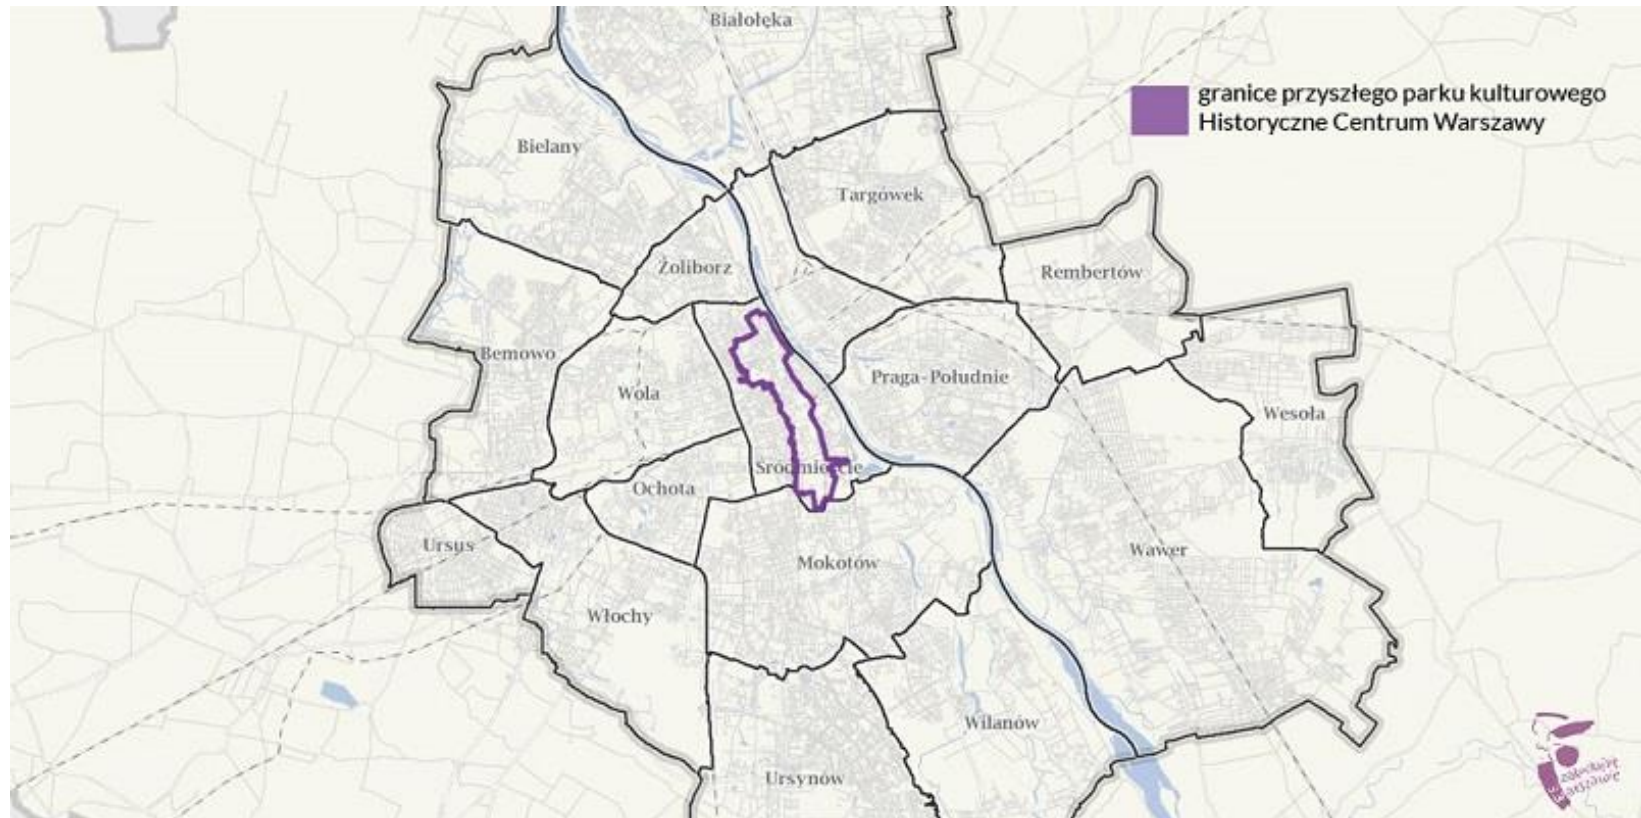 Białołęka
granice przyszłego parku kulturowego
Historyczne Centrum Warszawy
Bielany
Targówek
Żoliborz
Rembertów
Bemowo
Praga-Południe
Wola
Wesoła
Śródmieście
Ochota
Ursus
Wawer
Mokotów
Włochy
Wilanów
Ursynów
zabytkowy